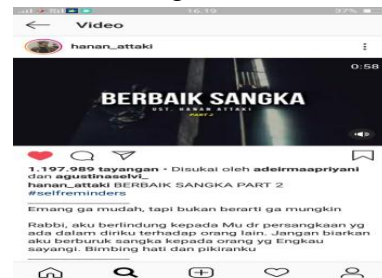 16.19
37%
Video
hanan_attaki
0:58
BERBAIK SANGKA
OST. HANAN ATTAKI
PART 2
1.197.989 tayangan • Disukai oleh adeirmaapriyani
dan agustinaselvi_
hanan_attaki BERBAIK SANGKA PART 2
#selfreminders
Emang ga mudah, tapi bukan berarti ga mungkin
Rabbi, aku berlindung kepada Mu dr persangkaan yg
ada dalam diriku terhadap orang lain. Jangan biarkan
aku berburuk sangka kepada orang yg Engkau
sayangi. Bimbing hati dan pikiranku